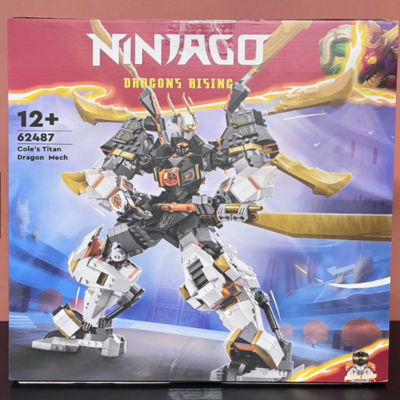 NINJAGO
DRAGONS RISING
12+
62487
Cole's Titan
Dragon Mech